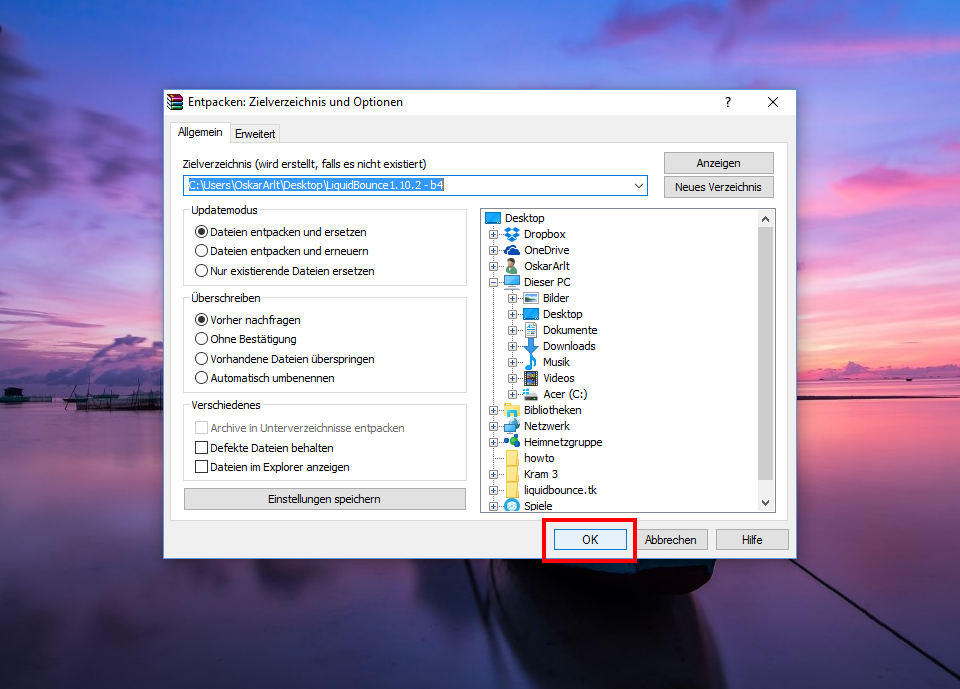 Entpacken: Zielverzeichnis und Optionen
?
Allgemein
Erweitert
Zielverzeichnis (wird erstellt, falls es nicht existiert)
Anzeigen
C:\Users\OskarArlt\Desktop\LiquidBounce1.10.2 - b4
Neues Verzeichnis
Updatemodus
Dateien entpacken und ersetzen
Dateien entpacken und erneuern
Nur existierende Dateien ersetzen
Überschreiben
Vorher nachfragen
Ohne Bestätigung
Vorhandene Dateien überspringen
Automatisch umbenennen
Verschiedenes
Archive in Unterverzeichnisse entpacken
Defekte Dateien behalten
Dateien im Explorer anzeigen
Einstellungen speichern
Desktop
Dropbox
OneDrive
OskarArlt
Dieser PC
Bilder
Desktop
Dokumente
Downloads
Musik
Videos
Acer (C:)
Bibliotheken
Netzwerk
Heimnetzgruppe
howto
Kram 3
liquidbounce.tk
Spiele
OK
Abbrechen
Hilfe